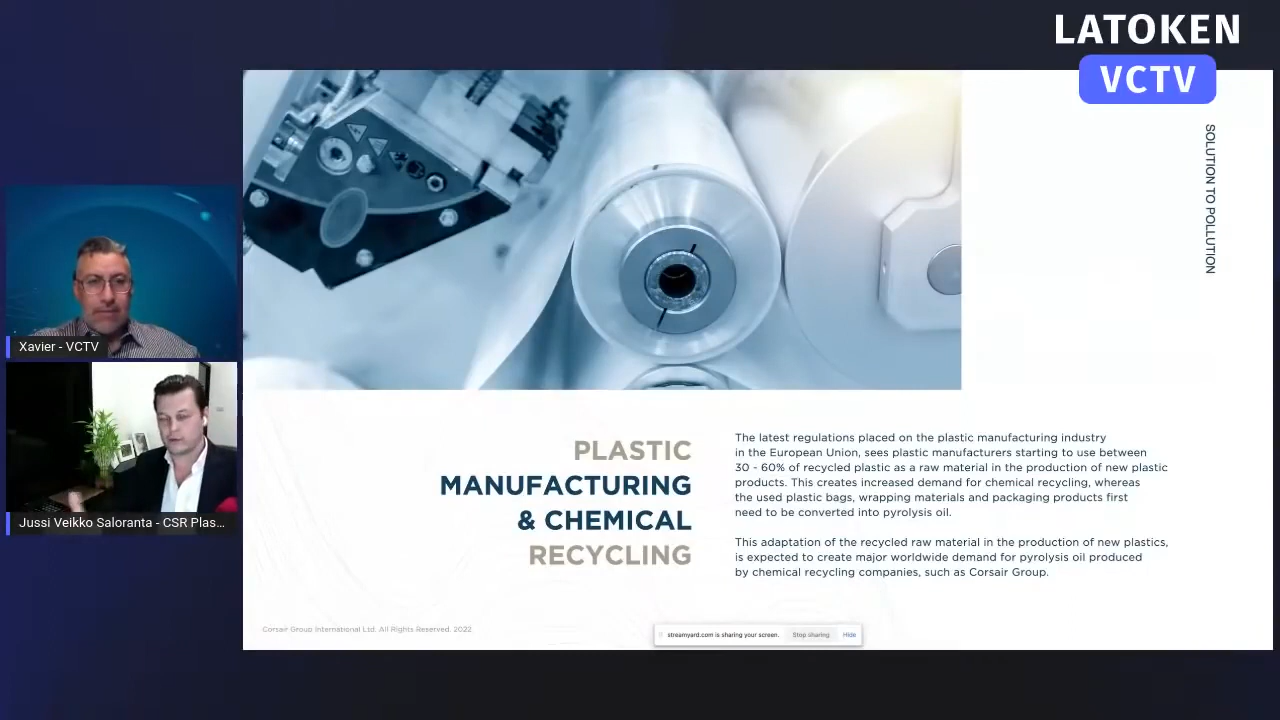 LATOKEN
VCTV
SOLUTION TO POLLUTION
Xavier - VCTV
Jussi Veikko Saloranta - CSR Plas...
PLASTIC
MANUFACTURING
& CHEMICAL
RECYCLING
The latest regulations placed on the plastic manufacturing industry
in the European Union, sees plastic manufacturers starting to use between
30 - 60% of recycled plastic as a raw material in the production of new plastic
products. This creates increased demand for chemical recycling, whereas
the used plastic bags, wrapping materials and packaging products first
need to be converted into pyrolysis oil.
This adaptation of the recycled raw material in the production of new plastics,
is expected to create major worldwide demand for pyrolysis oil produced
by chemical recycling companies, such as Corsair Group.
Corsair Group International Ltd. All Rights Reserved. 2022
streamyard.com is sharing your screen. Stop sharing Hide